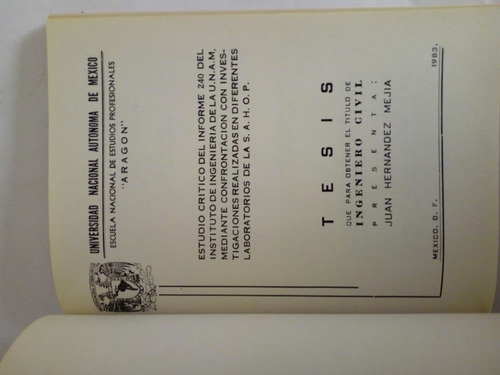 UNIVERSIDAD NACIONAL AUTONOMA DE MEXICO
ESCUELA NACIONAL DE ESTUDIOS PROFESIONALES
"ARAGON"
ESTUDIO CRITICO DEL INFORME 240 DEL
INSTITUTO DE INGENIERIA DE LA U.N.A.M,
MEDIANTE CONFRONTACION CON INVES-
TIGACIONES REALIZADAS EN DIFERENTES
LABORATORIOS DE LA S. A. H. O. P.
TESIS
QUE PARA OBTENER EL TITULO DE
INGENIERO CIVIL
PRESENTA:
JUAN HERNANDEZ MEJIA
MEXICO, D. F. 1983.